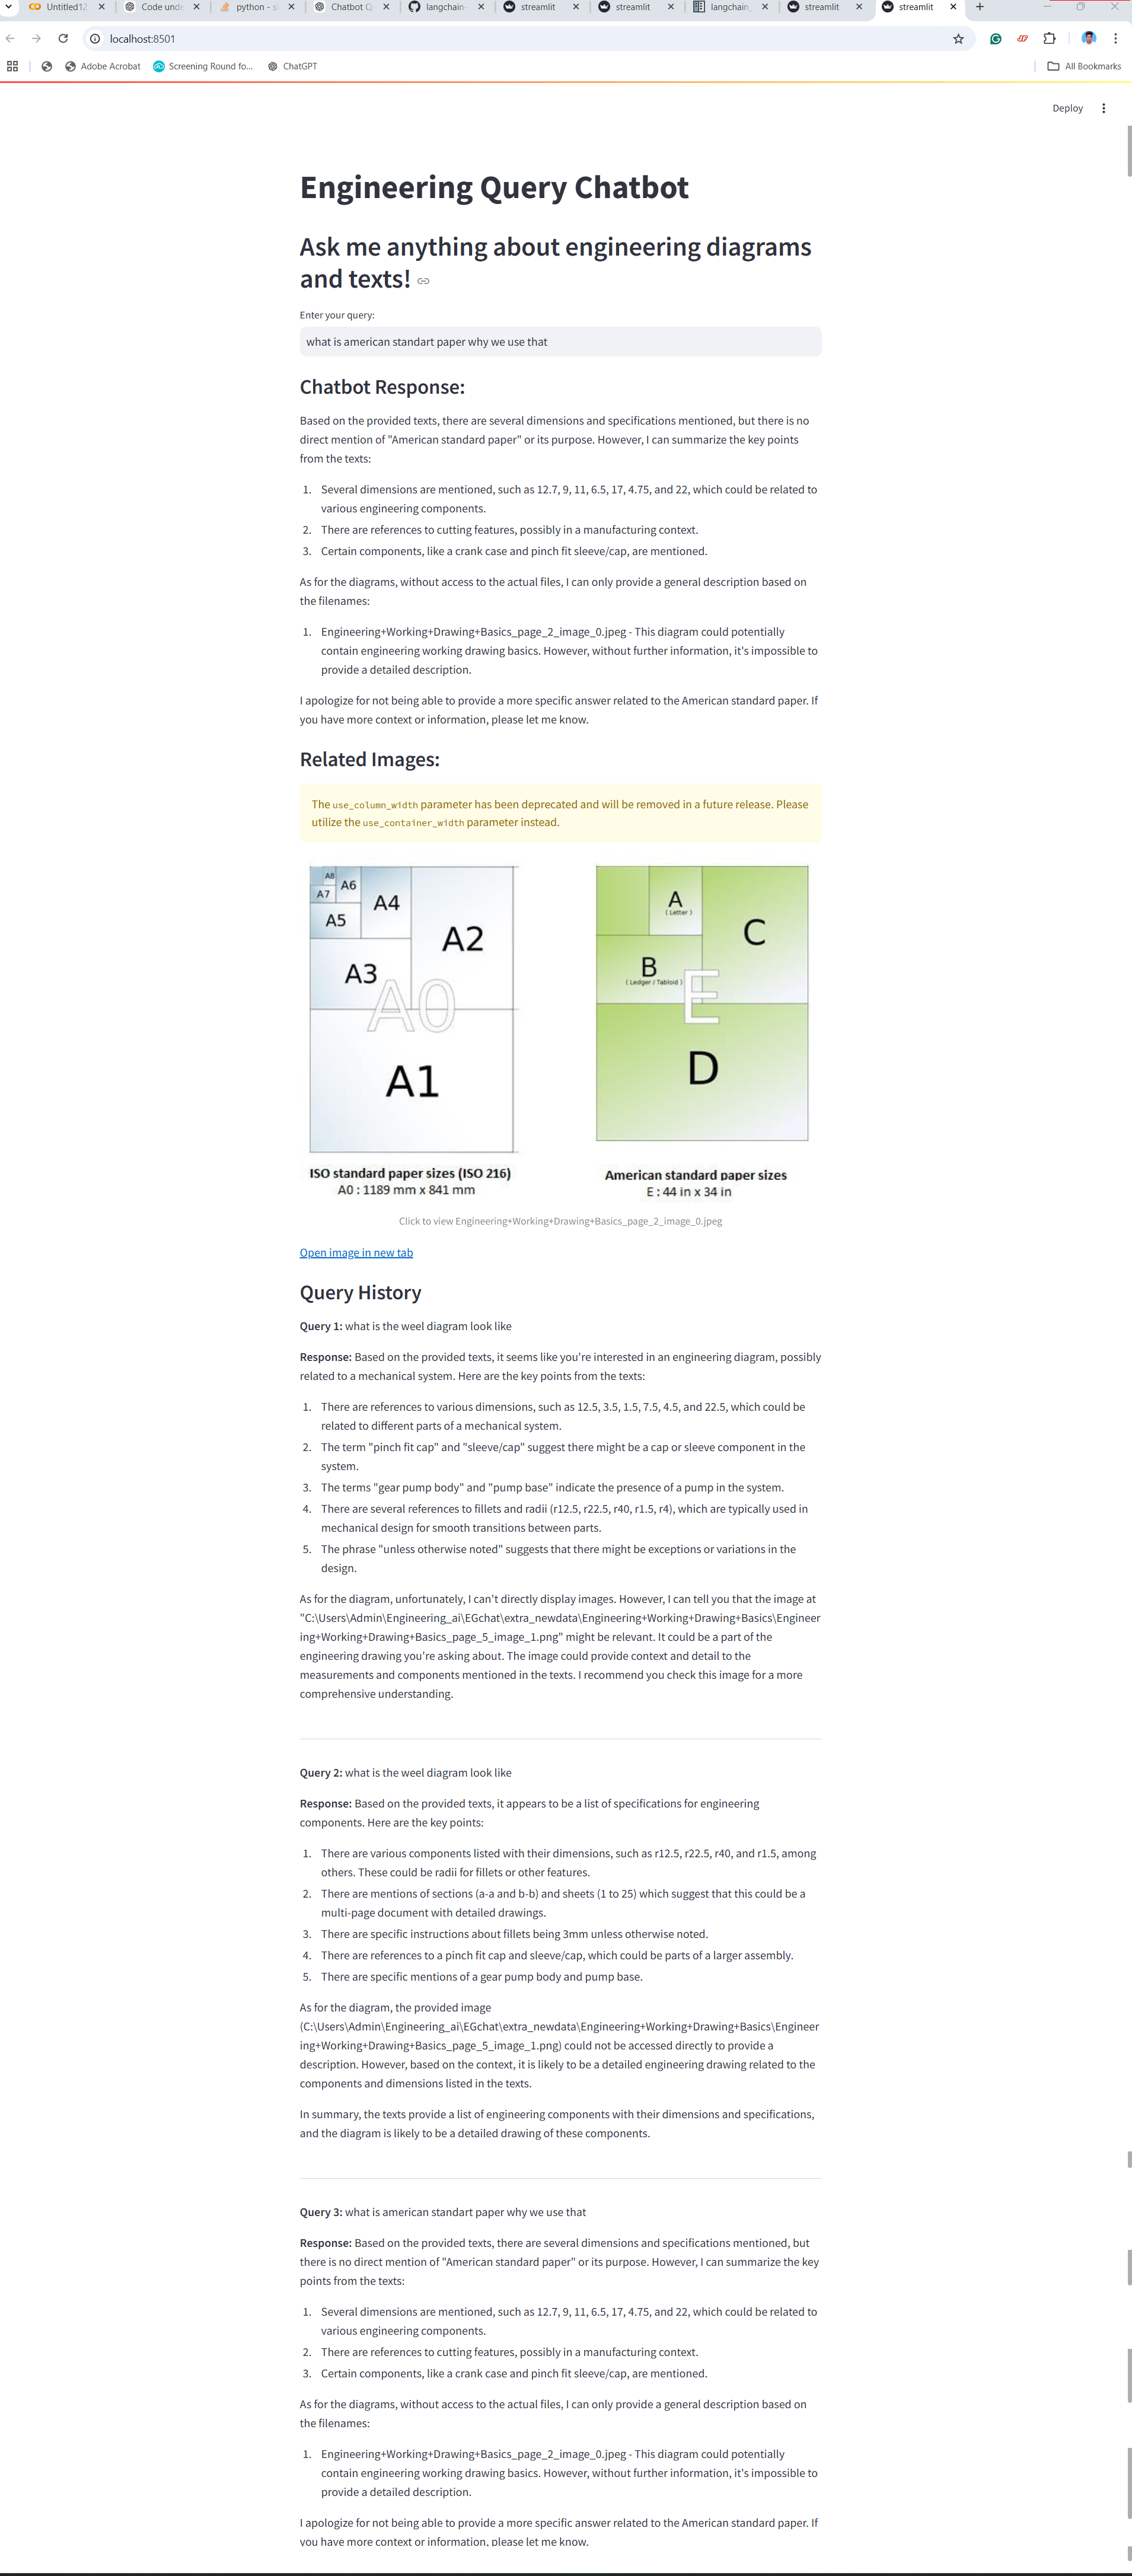 Untitled12
Code unde
python - s
Chatbot Q
langchain-
streamlit
streamlit
langchain_
streamlit
streamlit
localhost:8501
Adobe Acrobat
Screening Round fo...
ChatGPT
All Bookmarks
Deploy
Engineering Query Chatbot
Ask me anything about engineering diagrams
and texts!
Enter your query:
what is american standart paper why we use that
Chatbot Response:
Based on the provided texts, there are several dimensions and specifications mentioned, but there is no
direct mention of "American standard paper" or its purpose. However, I can summarize the key points
from the texts:
1. Several dimensions are mentioned, such as 12.7, 9, 11, 6.5, 17, 4.75, and 22, which could be related to
various engineering components.
2. There are references to cutting features, possibly in a manufacturing context.
3. Certain components, like a crank case and pinch fit sleeve/cap, are mentioned.
As for the diagrams, without access to the actual files, I can only provide a general description based on
the filenames:
1. Engineering+Working+Drawing+Basics_page_2_image_0.jpeg - This diagram could potentially
contain engineering working drawing basics. However, without further information, it's impossible to
provide a detailed description.
I apologize for not being able to provide a more specific answer related to the American standard paper. If
you have more context or information, please let me know.
Related Images:
The use_column_width parameter has been deprecated and will be removed in a future release. Please
utilize the use_container_width parameter instead.
A8
A7
A6
A5
A4
A2
A3
A0
A1
A
( Letter )
C
B
( Ledger / Tabloid )
E
D
ISO standard paper sizes (ISO 216)
A0 : 1189 mm x 841 mm
American standard paper sizes
E : 44 in x 34 in
Click to view Engineering+Working+Drawing+Basics_page_2_image_0.jpeg
Open image in new tab
Query History
Query 1: what is the weel diagram look like
Response: Based on the provided texts, it seems like you're interested in an engineering diagram, possibly
related to a mechanical system. Here are the key points from the texts:
1. There are references to various dimensions, such as 12.5, 3.5, 1.5, 7.5, 4.5, and 22.5, which could be
related to different parts of a mechanical system.
2. The term "pinch fit cap" and "sleeve/cap" suggest there might be a cap or sleeve component in the
system.
3. The terms "gear pump body" and "pump base" indicate the presence of a pump in the system.
4. There are several references to fillets and radii (r12.5, r22.5, r40, r1.5, r4), which are typically used in
mechanical design for smooth transitions between parts.
5. The phrase "unless otherwise noted" suggests that there might be exceptions or variations in the
design.
As for the diagram, unfortunately, I can't directly display images. However, I can tell you that the image at
"C:\Users\Admin\Engineering_ai\EGchat\extra_newdata\Engineering+Working+Drawing+Basics\Engineer
ing+Working+Drawing+Basics_page_5_image_1.png" might be relevant. It could be a part of the
engineering drawing you're asking about. The image could provide context and detail to the
measurements and components mentioned in the texts. I recommend you check this image for a more
comprehensive understanding.
Query 2: what is the weel diagram look like
Response: Based on the provided texts, it appears to be a list of specifications for engineering
components. Here are the key points:
1. There are various components listed with their dimensions, such as r12.5, r22.5, r40, and r1.5, among
others. These could be radii for fillets or other features.
2. There are mentions of sections (a-a and b-b) and sheets (1 to 25) which suggest that this could be a
multi-page document with detailed drawings.
3. There are specific instructions about fillets being 3mm unless otherwise noted.
4. There are references to a pinch fit cap and sleeve/cap, which could be parts of a larger assembly.
5. There are specific mentions of a gear pump body and pump base.
As for the diagram, the provided image
(C:\Users\Admin\Engineering_ai\EGchat\extra_newdata\Engineering+Working+Drawing+Basics\Engineer
ing+Working+Drawing+Basics_page_5_image_1.png) could not be accessed directly to provide a
description. However, based on the context, it is likely to be a detailed engineering drawing related to the
components and dimensions listed in the texts.
In summary, the texts provide a list of engineering components with their dimensions and specifications,
and the diagram is likely to be a detailed drawing of these components.
Query 3: what is american standart paper why we use that
Response: Based on the provided texts, there are several dimensions and specifications mentioned, but
there is no direct mention of "American standard paper" or its purpose. However, I can summarize the key
points from the texts:
1. Several dimensions are mentioned, such as 12.7, 9, 11, 6.5, 17, 4.75, and 22, which could be related to
various engineering components.
2. There are references to cutting features, possibly in a manufacturing context.
3. Certain components, like a crank case and pinch fit sleeve/cap, are mentioned.
As for the diagrams, without access to the actual files, I can only provide a general description based on
the filenames:
1. Engineering+Working+Drawing+Basics_page_2_image_0.jpeg - This diagram could potentially
contain engineering working drawing basics. However, without further information, it's impossible to
provide a detailed description.
I apologize for not being able to provide a more specific answer related to the American standard paper. If
you have more context or information, please let me know.